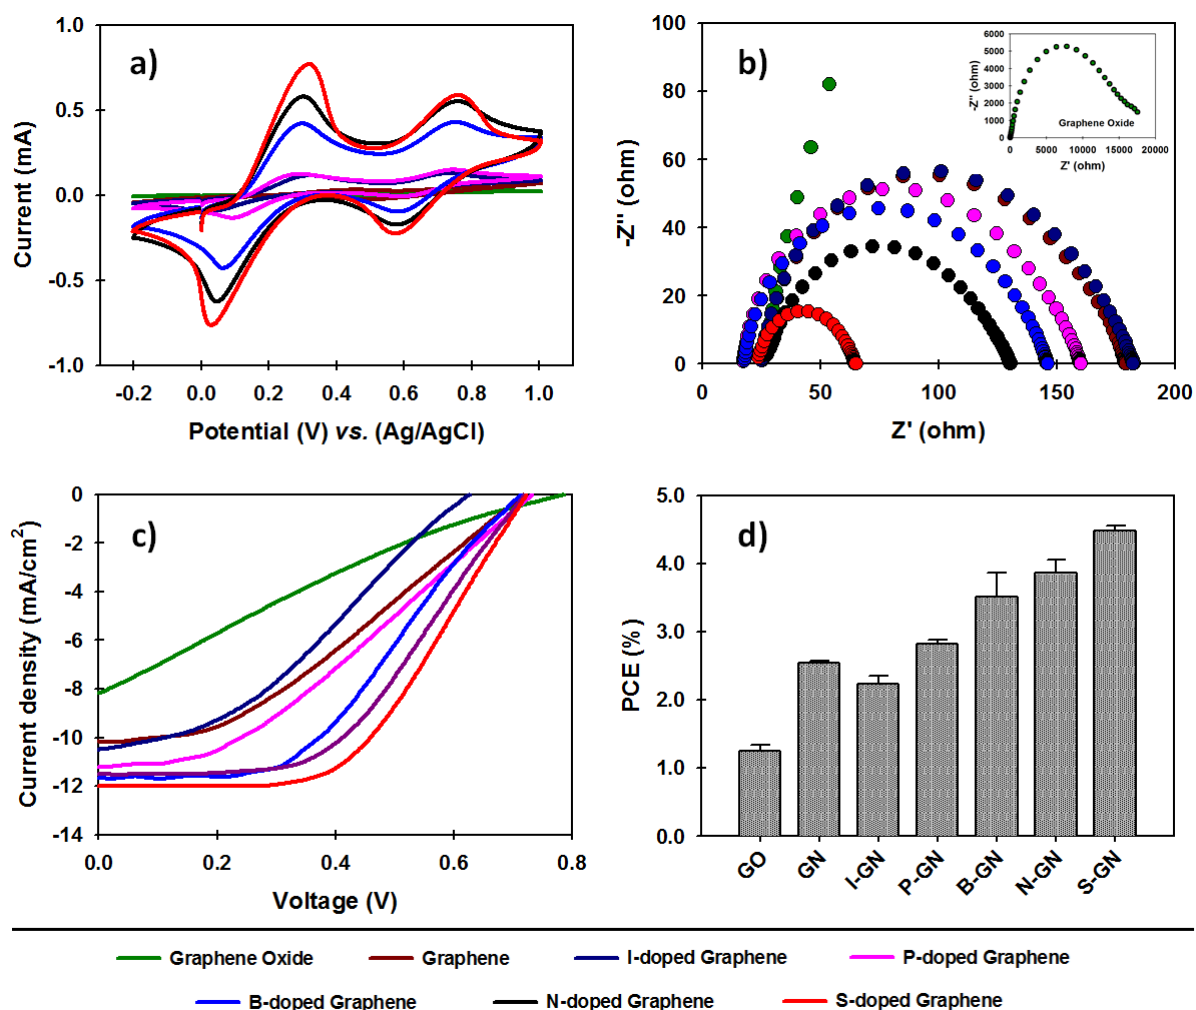 a)
1.0
0.5
0.0
-0.5
-1.0
Current (mA)
-0.2 0.0 0.2 0.4 0.6 0.8 1.0
Potential (V) vs. (Ag/AgCl)
b)
100
80
60
40
20
0
-Z'' (ohm)
0 50 100 150 200
Z' (ohm)
6000
5000
4000
3000
2000
1000
0
-Z'' (ohm)
Graphene Oxide
0 5000 10000 15000 20000
Z' (ohm)
c)
0
-2
-4
-6
-8
-10
-12
-14
Current density (mA/cm²)
0.0 0.2 0.4 0.6 0.8
Voltage (V)
d)
5.0
4.0
3.0
2.0
1.0
0.0
PCE (%)
GO GN I-GN P-GN B-GN N-GN S-GN
Graphene Oxide Graphene I-doped Graphene P-doped Graphene
B-doped Graphene N-doped Graphene S-doped Graphene